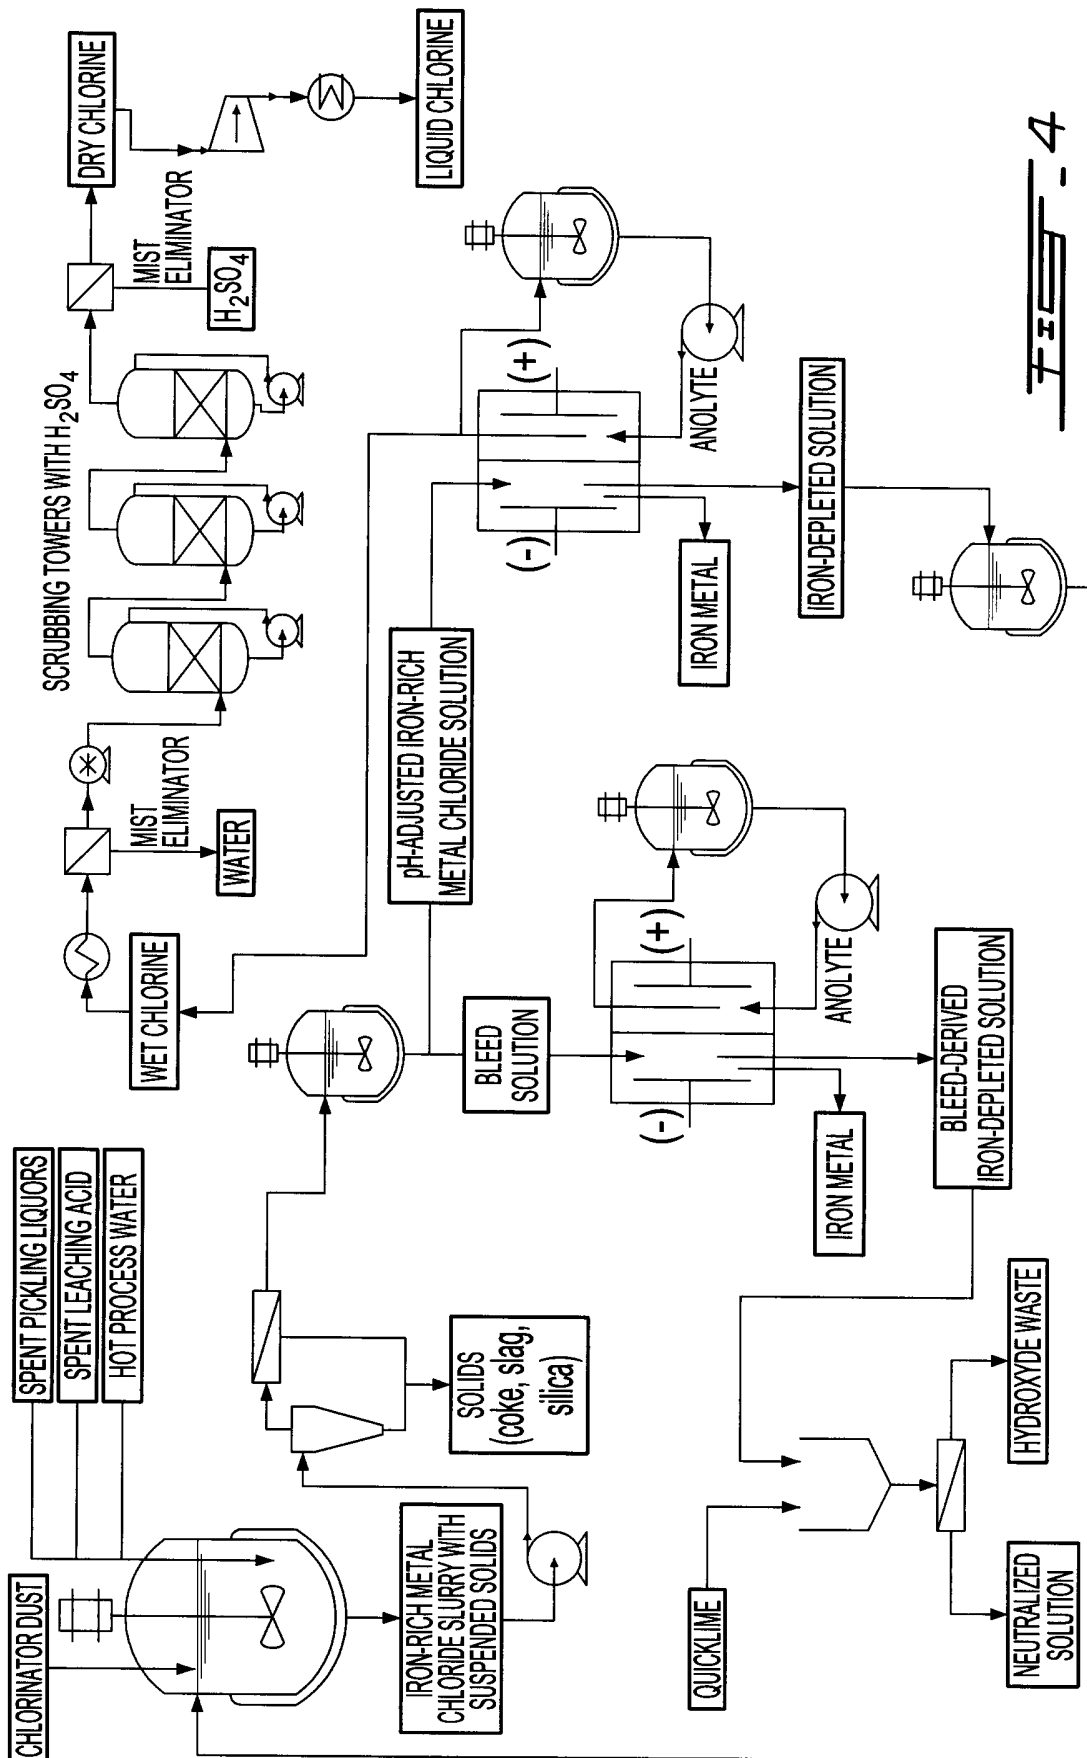 CHLORINATOR DUST
SPENT PICKLING LIQUORS
SPENT LEACHING ACID
HOT PROCESS WATER
IRON-RICH METAL
CHLORIDE SLURRY WITH
SUSPENDED SOLIDS
SOLIDS
(coke, slag,
silica)
WET CHLORINE
MIST
ELIMINATOR
WATER
SCRUBBING TOWERS WITH H₂SO₄
MIST
ELIMINATOR
H₂SO₄
DRY CHLORINE
LIQUID CHLORINE
pH-ADJUSTED IRON-RICH
METAL CHLORIDE SOLUTION
BLEED
SOLUTION
(-)
(+)
ANOLYTE
IRON METAL
IRON-DEPLETED SOLUTION
(-)
(+)
ANOLYTE
IRON METAL
BLEED-DERIVED
IRON-DEPLETED SOLUTION
QUICKLIME
NEUTRALIZED
SOLUTION
HYDROXYDE WASTE
FIG. 4